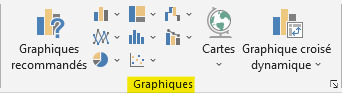 Graphiques
recommandés
Cartes
Graphique croisé
dynamique
Graphiques